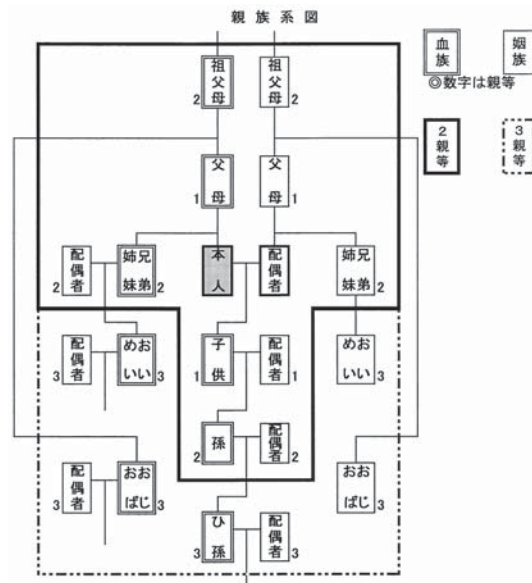 親族系図
血族
姻族
◎数字は親等
2親等
3親等
祖父母
2
祖父母
2
父母
1
父母
1
配偶者
2
兄弟姉妹
2
本人
配偶者
兄弟姉妹
2
配偶者
3
おいめい
3
子供
1
配偶者
1
おいめい
3
孫
2
配偶者
2
配偶者
3
おじおば
3
おじおば
3
ひ孫
3
配偶者
3